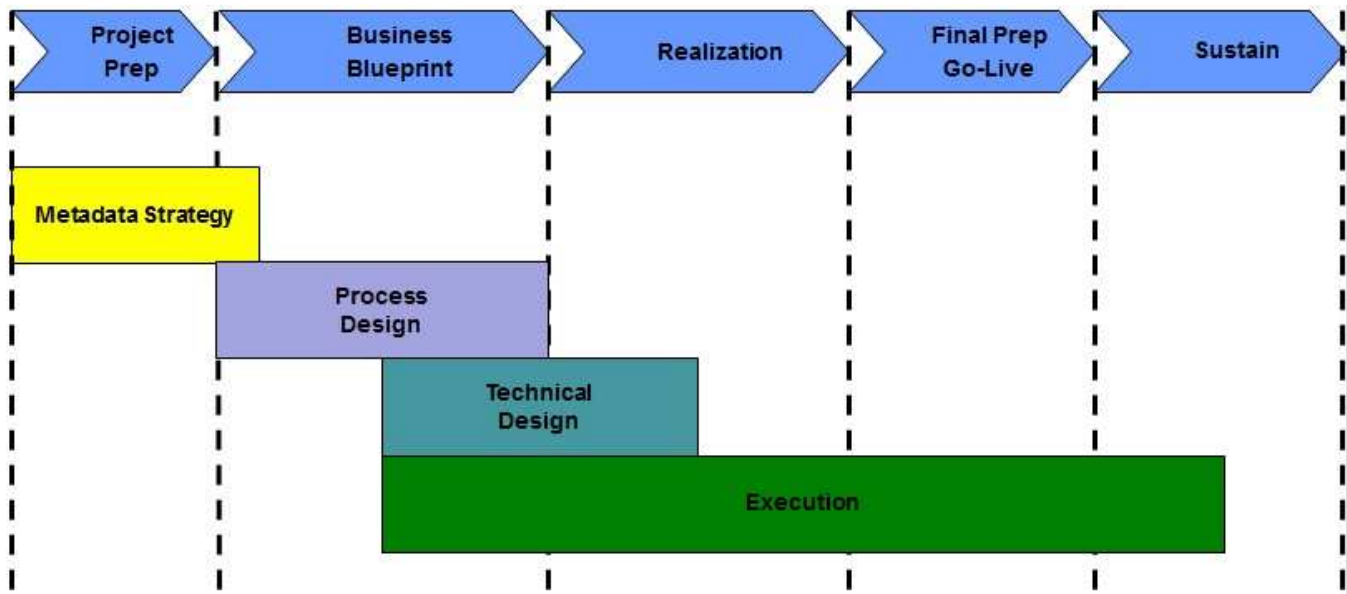 Project
Prep
Business
Blueprint
Realization
Final Prep
Go-Live
Sustain
Metadata Strategy
Process
Design
Technical
Design
Execution